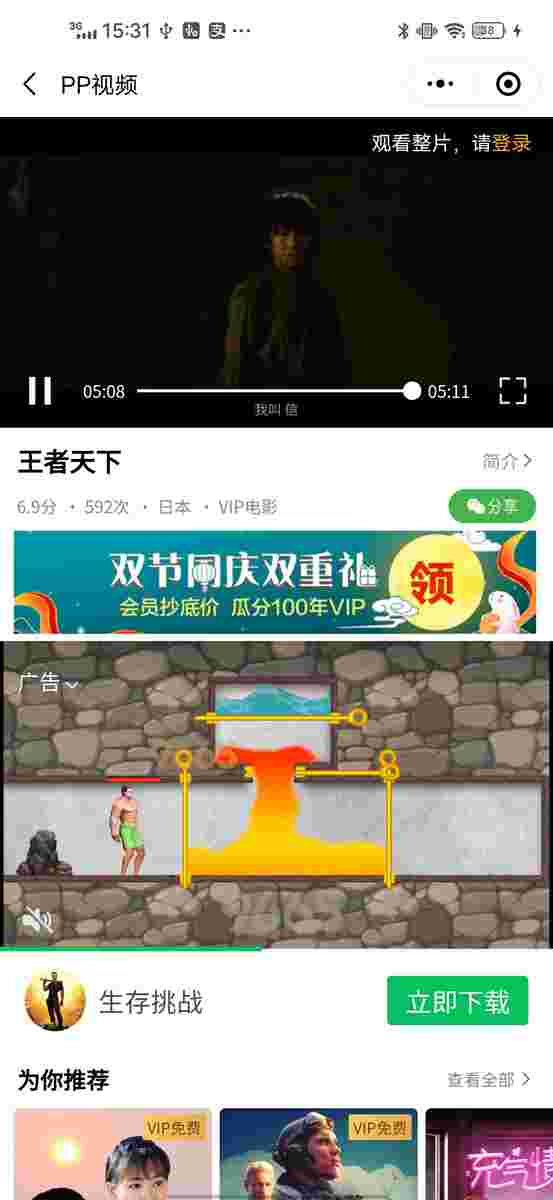 3G 15:31 ··· 58
PP视频
观看整片，请登录
05:08 05:11
我叫 信
王者天下 简介
6.9分 · 592次 · 日本 · VIP电影 分享
双节同庆双重礼
会员抄底价 瓜分100年VIP
领
广告
生存挑战 立即下载
为你推荐 查看全部
VIP免费 VIP免费